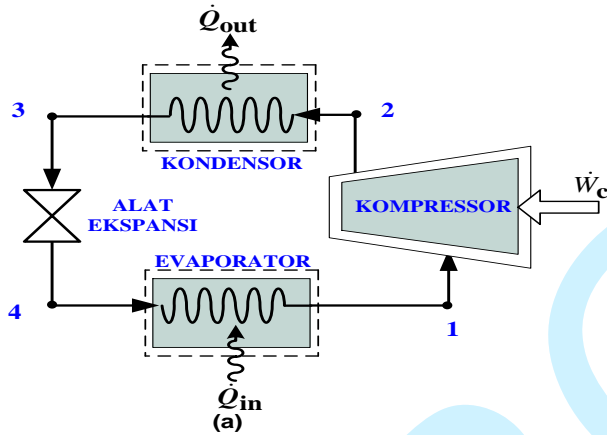 Q̇out
3
2
KONDENSOR
Ẇc
KOMPRESSOR
ALAT
EKSPANSI
EVAPORATOR
4
1
Q̇in
(a)